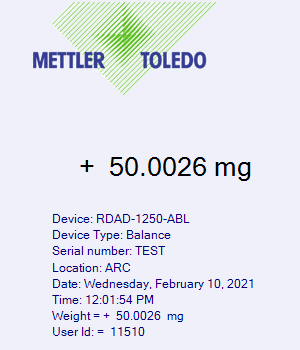 METTLER TOLEDO
+ 50.0026 mg
Device: RDAD-1250-ABL
Device Type: Balance
Serial number: TEST
Location: ARC
Date: Wednesday, February 10, 2021
Time: 12:01:54 PM
Weight = + 50.0026 mg
User Id: = 11510